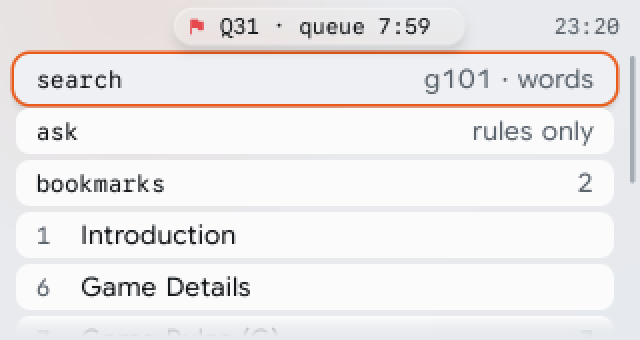 Q31 · queue 7:59
23:20
search g101 · words
ask rules only
bookmarks 2
1 Introduction
6 Game Details